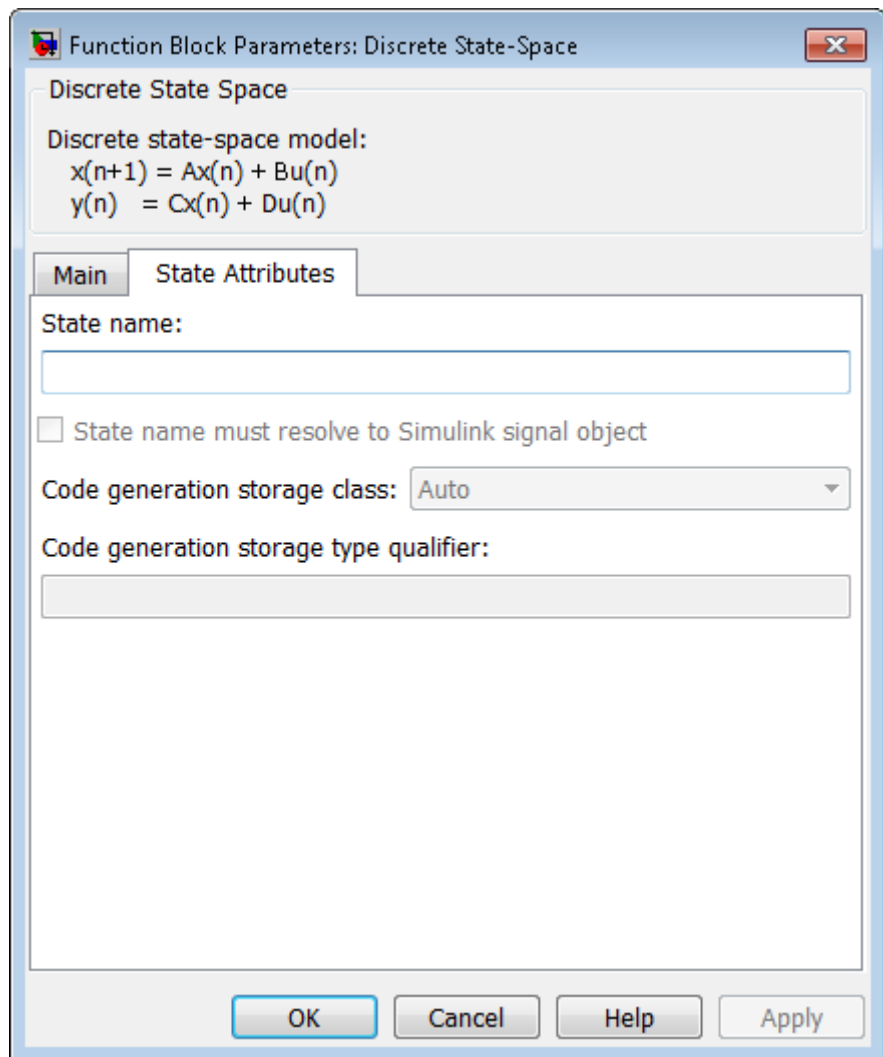 Function Block Parameters: Discrete State-Space
Discrete State Space
Discrete state-space model:
x(n+1) = Ax(n) + Bu(n)
y(n) = Cx(n) + Du(n)
Main State Attributes
State name:
State name must resolve to Simulink signal object
Code generation storage class: Auto
Code generation storage type qualifier:
OK Cancel Help Apply